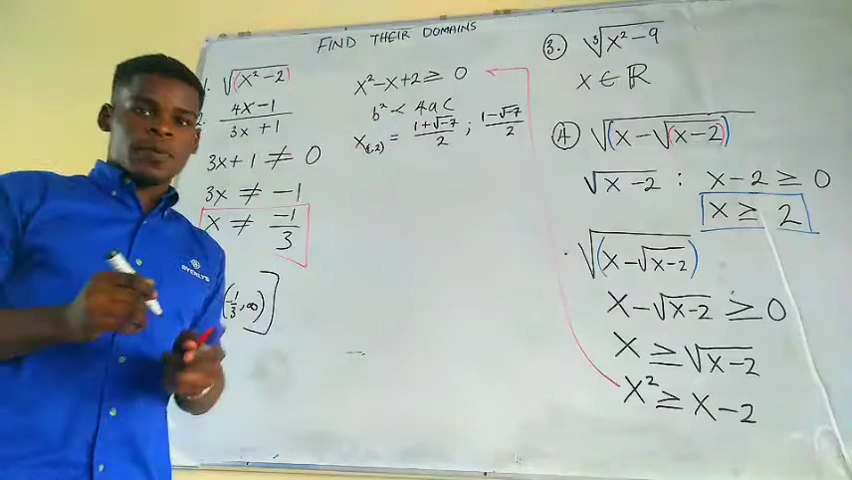 FIND THEIR DOMAINS
1. √(x² - 2)
2. (4x-1)/(3x+1)
3x+1 ≠ 0
3x ≠ -1
x ≠ -1/3
-1/3, ∞)]
x²-x+2 ≥ 0
b² < 4ac
x(1,2) = (1+√-7)/2 ; (1-√-7)/2
3. ∛(x²-9)
x ∈ ℝ
4. √(x-√(x-2))
√(x-2) : x-2 ≥ 0
x ≥ 2
· √(x-√(x-2))
x-√(x-2) ≥ 0
x ≥ √(x-2)
x² ≥ x-2